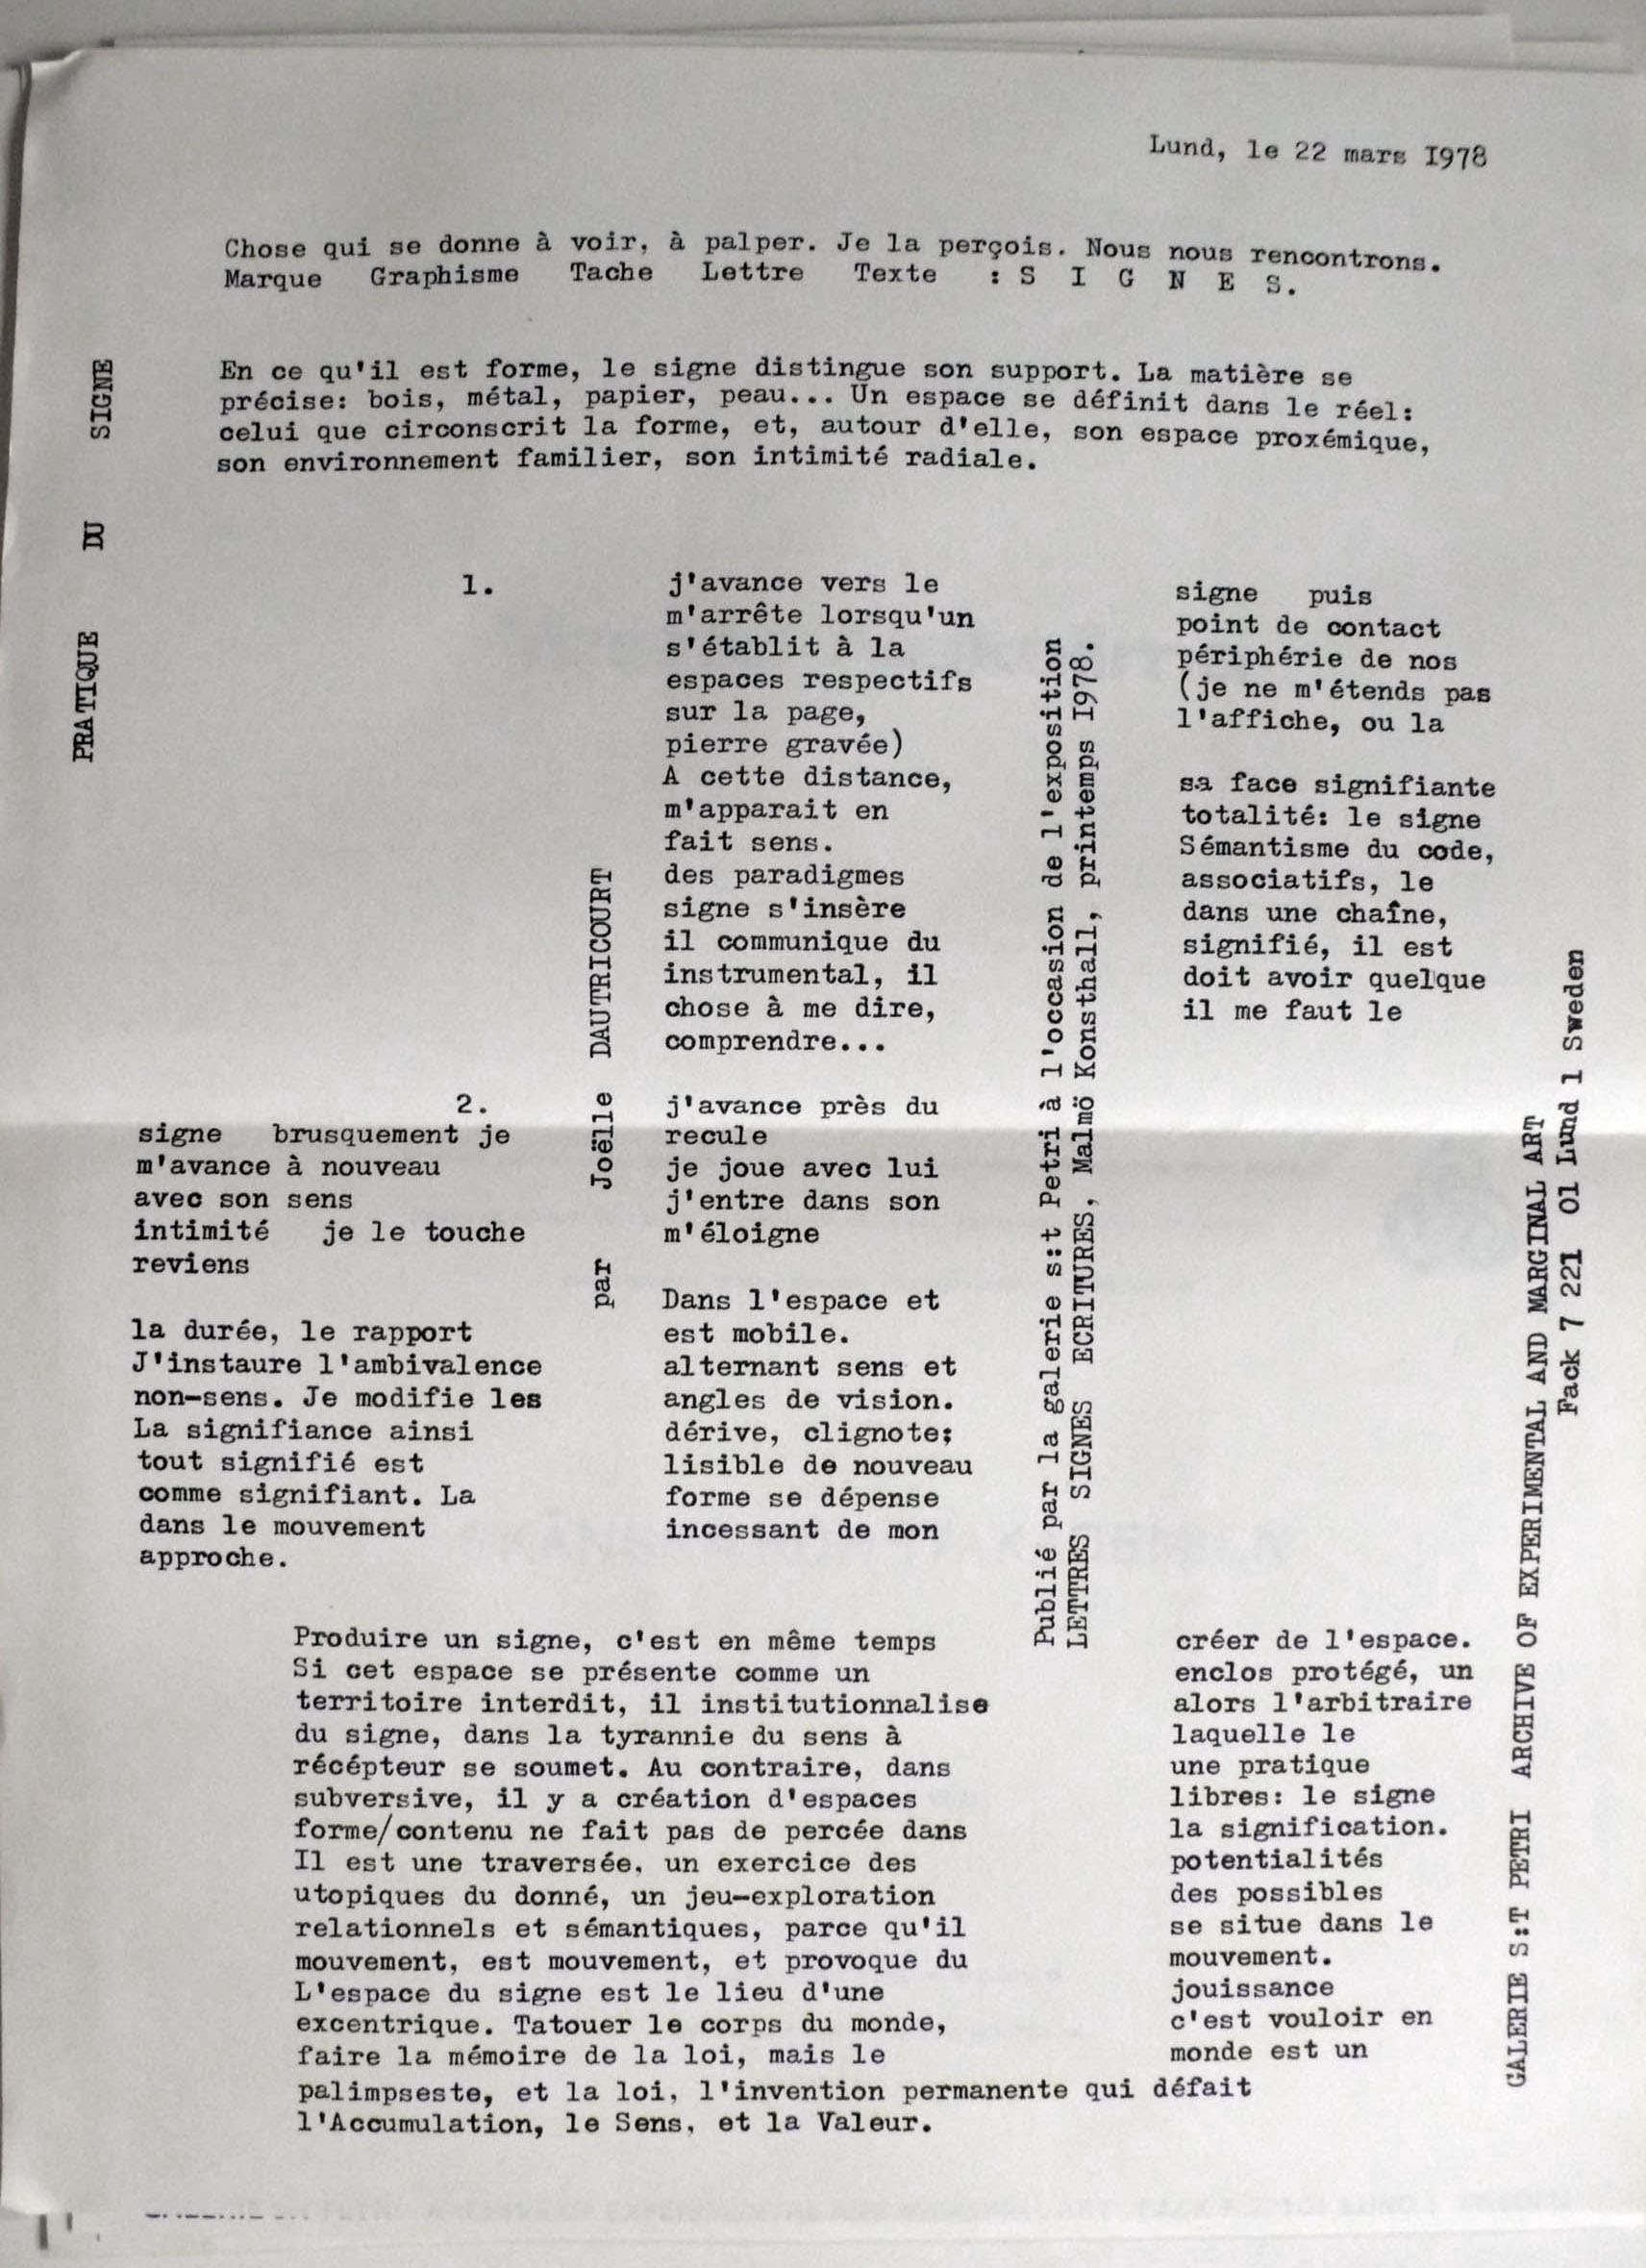 Lund, le 22 mars I978
PRATIQUE DU SIGNE
par Joëlle DAUTRICOURT
Chose qui se donne à voir, à palper. Je la perçois. Nous nous rencontrons.
Marque Graphisme Tache Lettre Texte : S I G N E S.
En ce qu'il est forme, le signe distingue son support. La matière se
précise: bois, métal, papier, peau... Un espace se définit dans le réel:
celui que circonscrit la forme, et, autour d'elle, son espace proxémique,
son environnement familier, son intimité radiale.
1. j'avance vers le signe puis
m'arrête lorsqu'un point de contact
s'établit à la périphérie de nos
espaces respectifs (je ne m'étends pas
sur la page, l'affiche, ou la
pierre gravée)
A cette distance, sa face signifiante
m'apparait en totalité: le signe
fait sens. Sémantisme du code,
des paradigmes associatifs, le
signe s'insère dans une chaîne,
il communique du signifié, il est
instrumental, il doit avoir quelque
chose à me dire, il me faut le
comprendre...
2. j'avance près du
signe brusquement je recule
m'avance à nouveau je joue avec lui
avec son sens j'entre dans son
intimité je le touche m'éloigne
reviens
Dans l'espace et
la durée, le rapport est mobile.
J'instaure l'ambivalence alternant sens et
non-sens. Je modifie les angles de vision.
La signifiance ainsi dérive, clignote;
tout signifié est lisible de nouveau
comme signifiant. La forme se dépense
dans le mouvement incessant de mon
approche.
Produire un signe, c'est en même temps créer de l'espace.
Si cet espace se présente comme un enclos protégé, un
territoire interdit, il institutionnalise alors l'arbitraire
du signe, dans la tyrannie du sens à laquelle le
récépteur se soumet. Au contraire, dans une pratique
subversive, il y a création d'espaces libres: le signe
forme/contenu ne fait pas de percée dans la signification.
Il est une traversée, un exercice des potentialités
utopiques du donné, un jeu-exploration des possibles
relationnels et sémantiques, parce qu'il se situe dans le
mouvement, est mouvement, et provoque du mouvement.
L'espace du signe est le lieu d'une jouissance
excentrique. Tatouer le corps du monde, c'est vouloir en
faire la mémoire de la loi, mais le monde est un
palimpseste, et la loi, l'invention permanente qui défait
l'Accumulation, le Sens, et la Valeur.
Publié par la galerie s:t Petri à l'occasion de l'exposition
LETTRES SIGNES ECRITURES, Malmö Konsthall, printemps I978.
GALERIE S:T PETRI ARCHIVE OF EXPERIMENTAL AND MARGINAL ART
Fack 7 221 01 Lund 1 Sweden